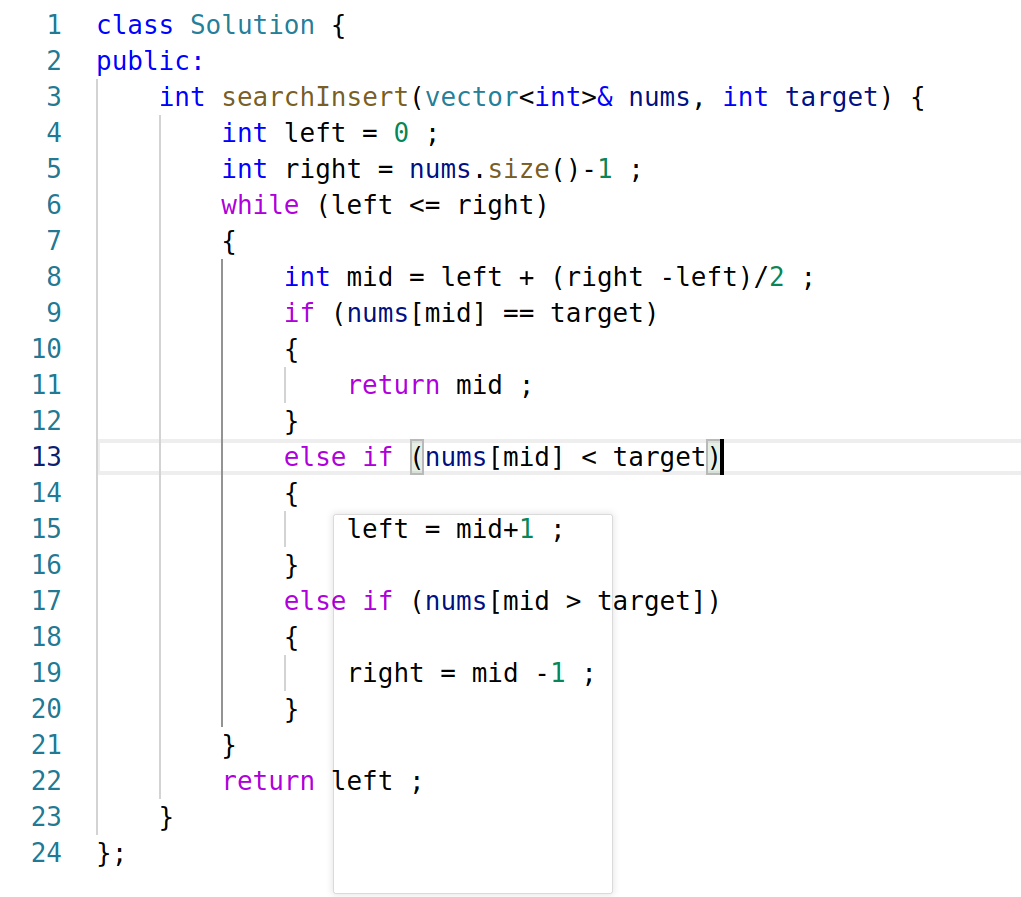 1 class Solution {
2 public:
3     int searchInsert(vector<int>& nums, int target) {
4         int left = 0 ;
5         int right = nums.size()-1 ;
6         while (left <= right)
7         {
8             int mid = left + (right -left)/2 ;
9             if (nums[mid] == target)
10             {
11                 return mid ;
12             }
13             else if (nums[mid] < target)
14             {
15                 left = mid+1 ;
16             }
17             else if (nums[mid > target])
18             {
19                 right = mid -1 ;
20             }
21         }
22         return left ;
23     }
24 };